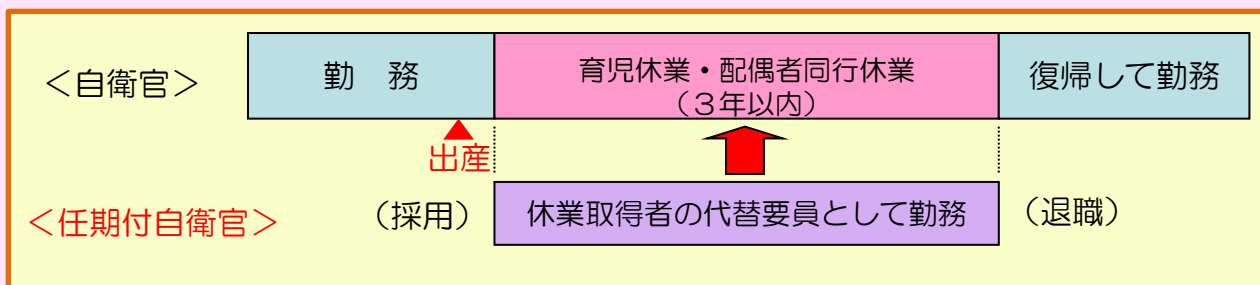 ＜自衛官＞
勤　務
育児休業・配偶者同行休業
（３年以内）
復帰して勤務
出産
＜任期付自衛官＞
（採用）
休業取得者の代替要員として勤務
（退職）